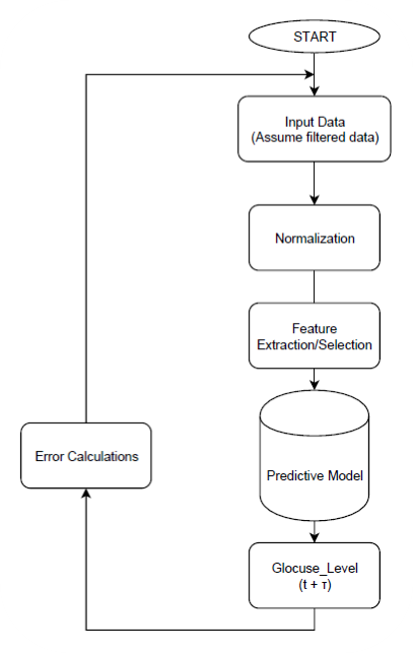 START
Input Data
(Assume filtered data)
Normalization
Feature
Extraction/Selection
Predictive Model
Error Calculations
Glocuse_Level
(t + τ)